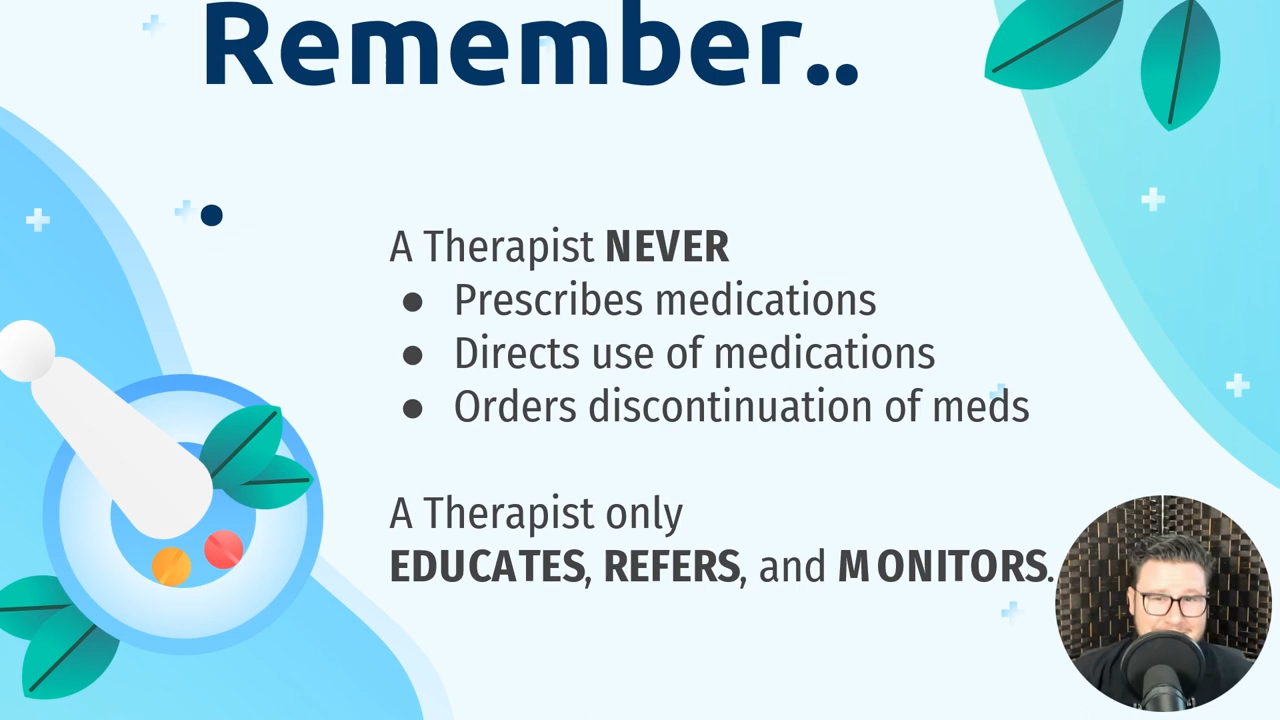 Remember..
A Therapist NEVER
● Prescribes medications
● Directs use of medications
● Orders discontinuation of meds
A Therapist only
EDUCATES, REFERS, and MONITORS.